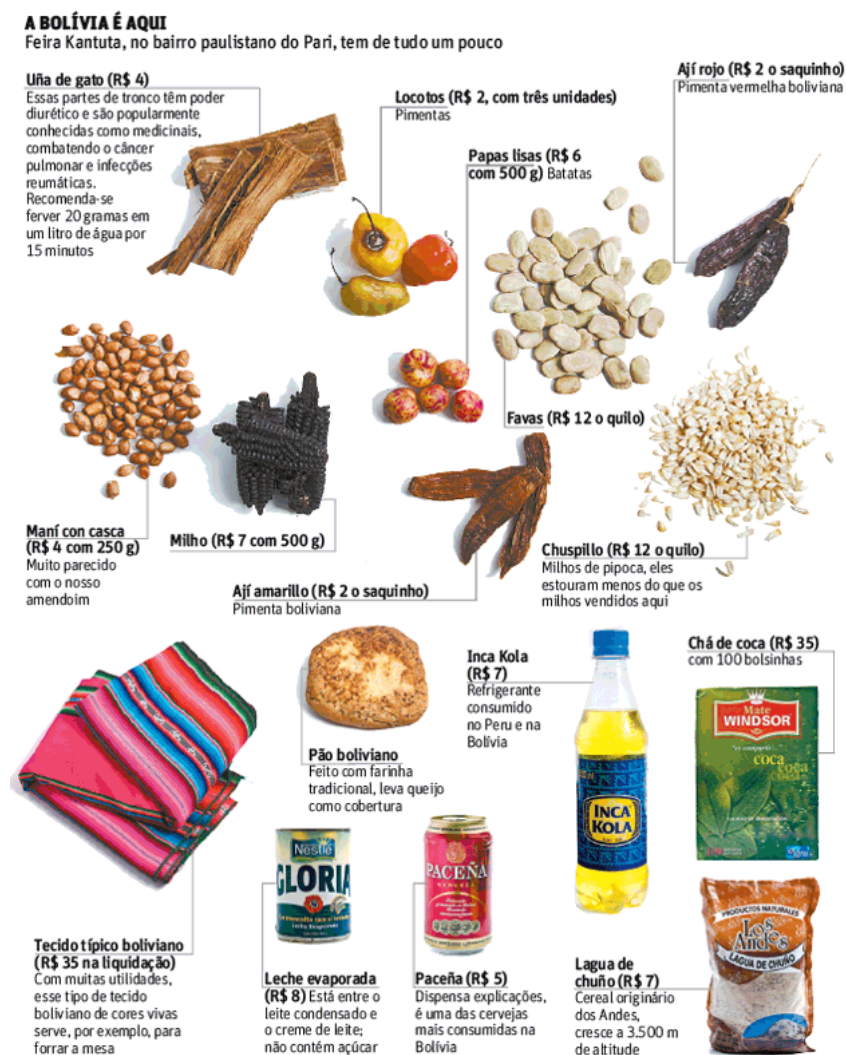 A BOLÍVIA É AQUI
Feira Kantuta, no bairro paulistano do Pari, tem de tudo um pouco
Uña de gato (R$ 4)
Essas partes de tronco têm poder
diurético e são popularmente
conhecidas como medicinais,
combatendo o câncer
pulmonar e infecções
reumáticas.
Recomenda-se
ferver 20 gramas em
um litro de água por
15 minutos
Locotos (R$ 2, com três unidades)
Pimentas
Ají rojo (R$ 2 o saquinho)
Pimenta vermelha boliviana
Papas lisas (R$ 6
com 500 g) Batatas
Favas (R$ 12 o quilo)
Maní con casca
(R$ 4 com 250 g)
Muito parecido
com o nosso
amendoim
Milho (R$ 7 com 500 g)
Ají amarillo (R$ 2 o saquinho)
Pimenta boliviana
Chuspillo (R$ 12 o quilo)
Milhos de pipoca, eles
estouram menos do que os
milhos vendidos aqui
Pão boliviano
Feito com farinha
tradicional, leva queijo
como cobertura
Inca Kola
(R$ 7)
Refrigerante
consumido
no Peru e na
Bolívia
INCA
KOLA
Chá de coca (R$ 35)
com 100 bolsinhas
Mate
WINDSOR
coca
coca
coca
Tecido típico boliviano
(R$ 35 na liquidação)
Com muitas utilidades,
esse tipo de tecido
boliviano de cores vivas
serve, por exemplo, para
forrar a mesa
Nestlé
GLORIA
Leche Evaporada
Leche evaporada
(R$ 8) Está entre o
leite condensado e
o creme de leite;
não contém açúcar
PACEÑA
CERVEZA
Paceña (R$ 5)
Dispensa explicações,
é uma das cervejas
mais consumidas na
Bolívia
Lagua de
chuño (R$ 7)
Cereal originário
dos Andes,
cresce a 3.500 m
de altitude
PRODUCTOS NATURALES
Los
Andes
LAGUA DE CHUÑO